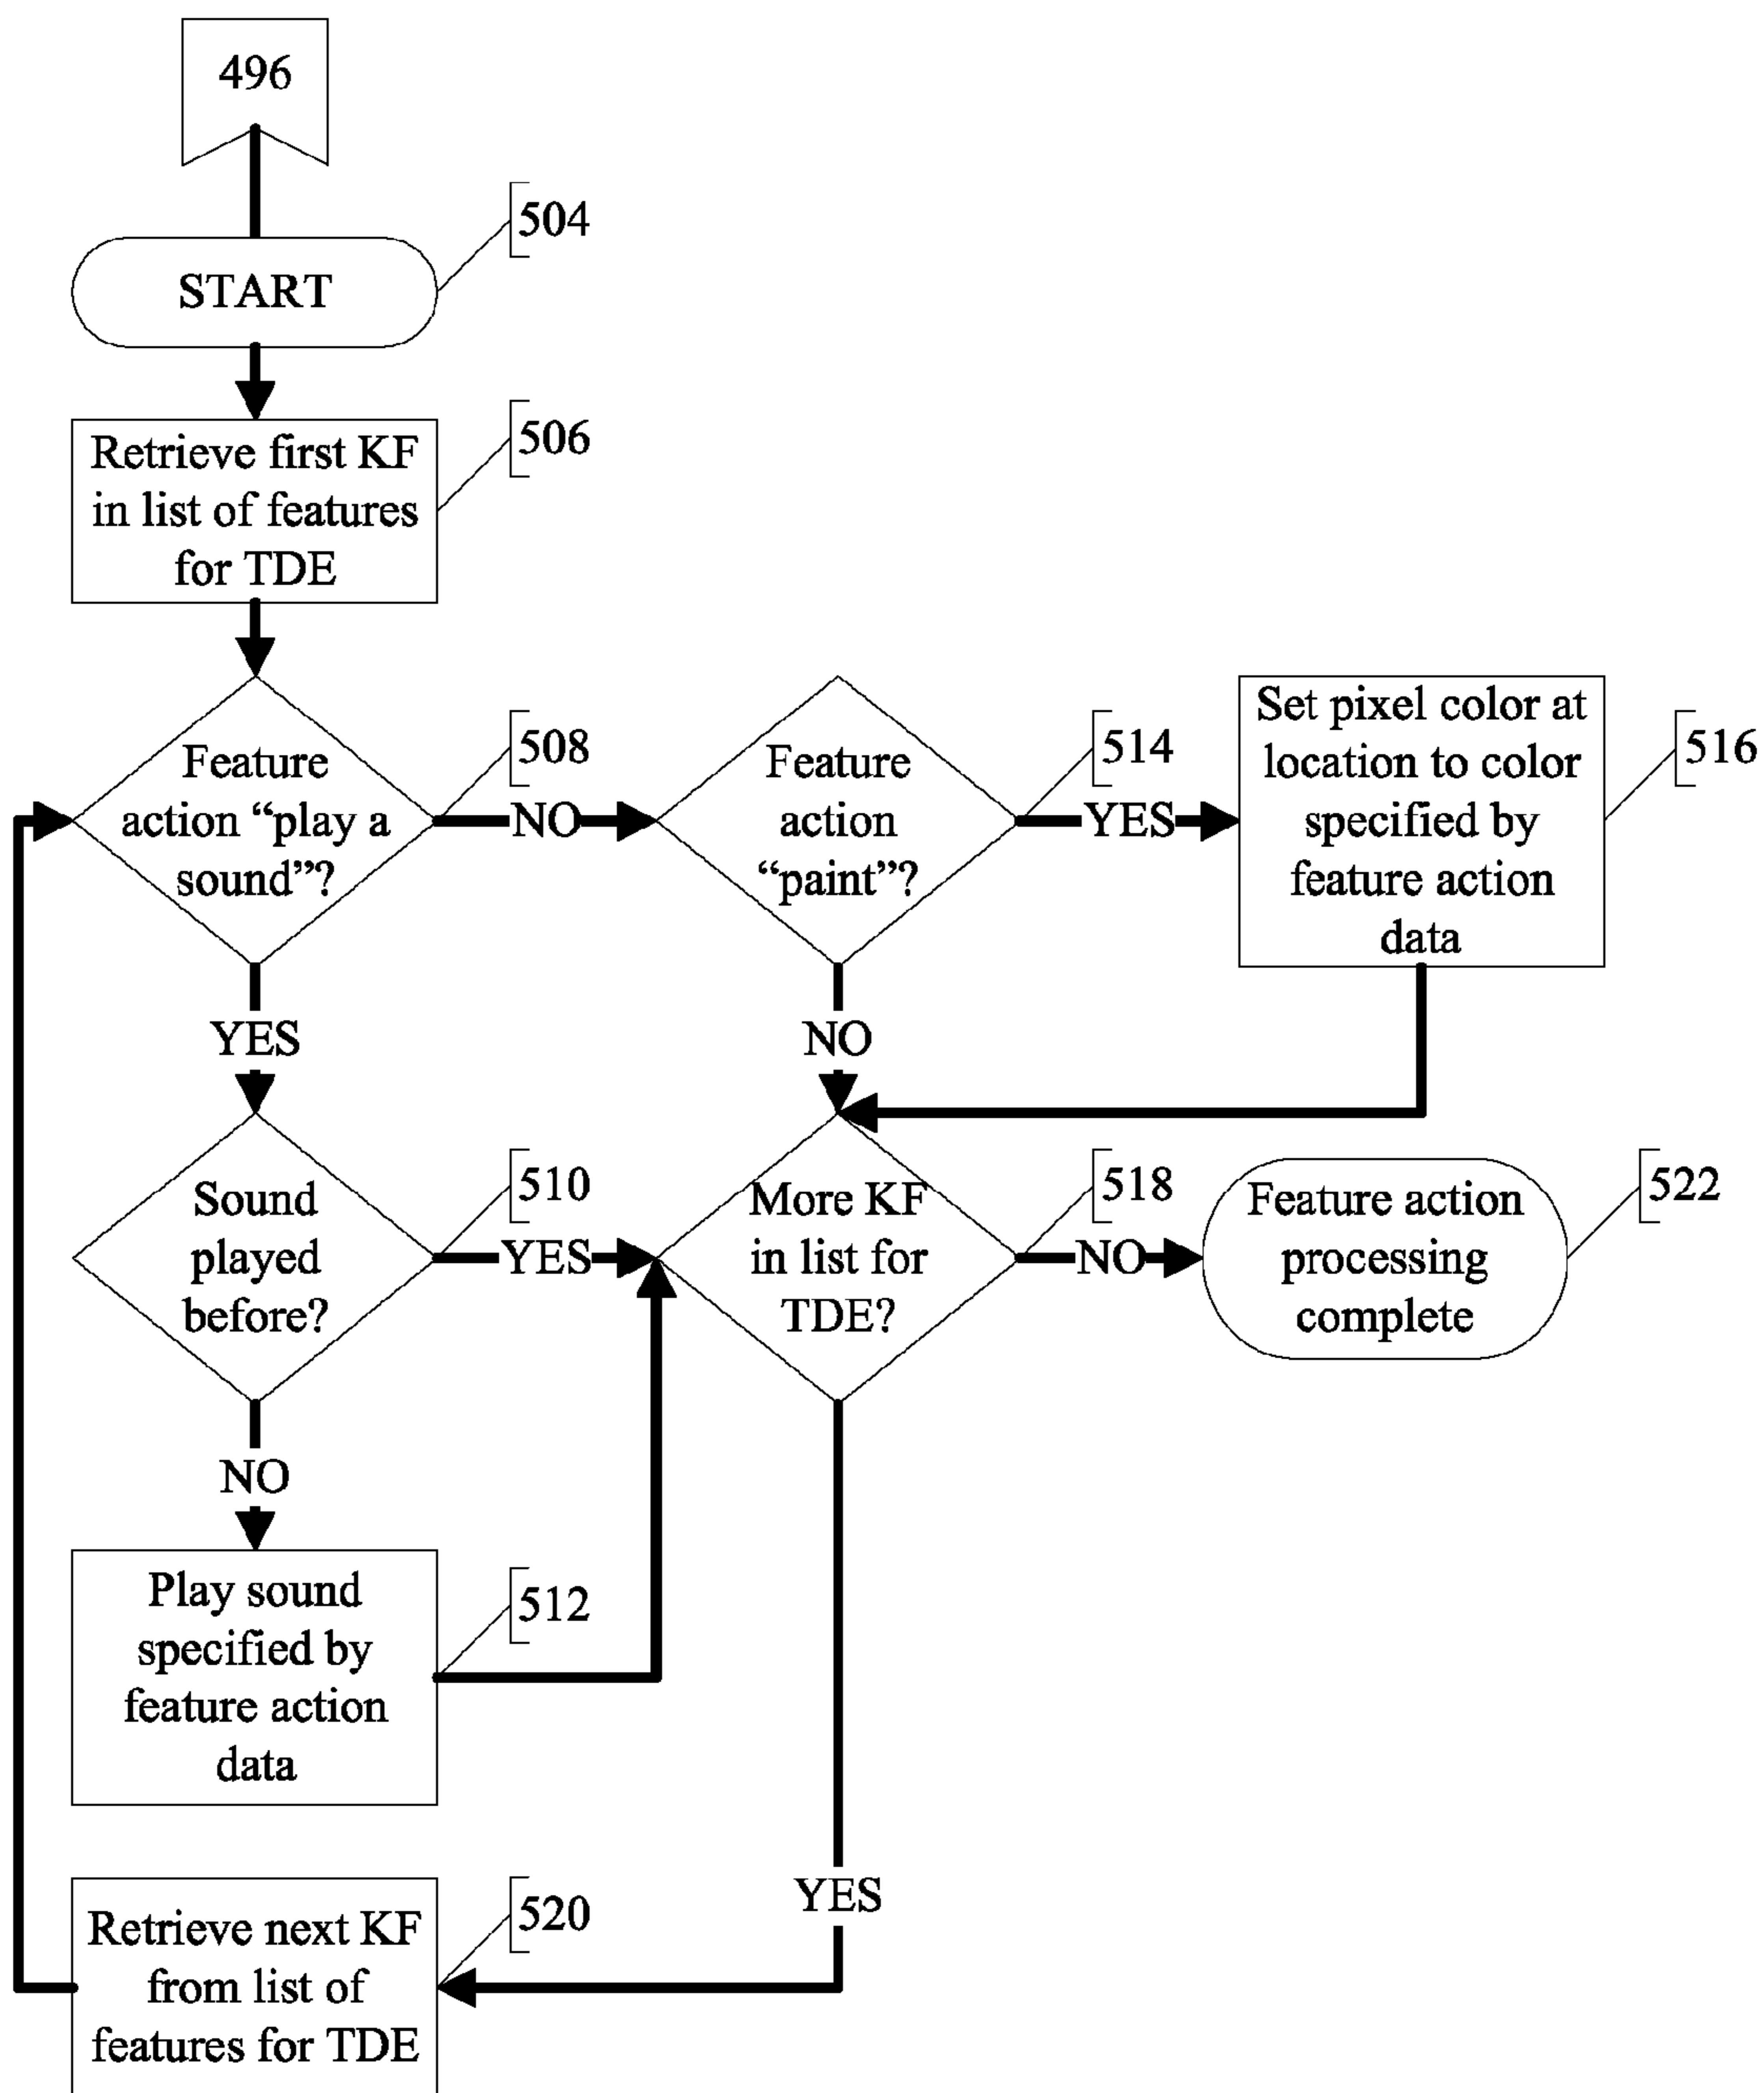 496
504
START
506
Retrieve first KF
in list of features
for TDE
508
Feature
action “play a
sound”?
NO
514
Feature
action
“paint”?
YES
516
Set pixel color at
location to color
specified by
feature action
data
YES
NO
510
Sound
played
before?
YES
518
More KF
in list for
TDE?
NO
522
Feature action
processing
complete
NO
512
Play sound
specified by
feature action
data
YES
520
Retrieve next KF
from list of
features for TDE